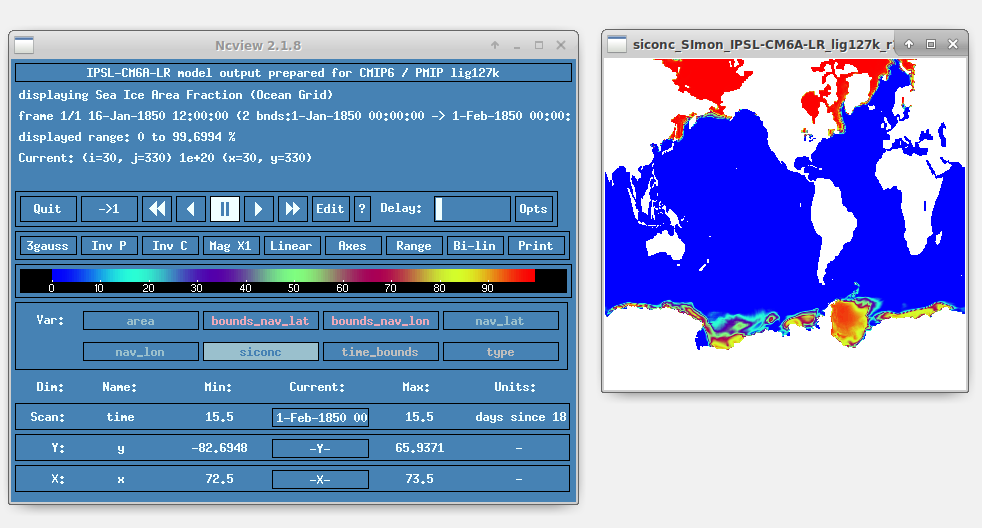 Ncview 2.1.8
IPSL-CM6A-LR model output prepared for CMIP6 / PMIP lig127k
displaying Sea Ice Area Fraction (Ocean Grid)
frame 1/1 16-Jan-1850 12:00:00 (2 bnds:1-Jan-1850 00:00:00 -> 1-Feb-1850 00:00:
displayed range: 0 to 99.6994 %
Current: (i=30, j=330) 1e+20 (x=30, y=330)
Quit ->1 Edit ? Delay: Opts
3gauss Inv P Inv C Mag X1 Linear Axes Range Bi-lin Print
0 10 20 30 40 50 60 70 80 90
Var: area bounds_nav_lat bounds_nav_lon nav_lat
nav_lon siconc time_bounds type
Dim: Name: Min: Current: Max: Units:
Scan: time 15.5 1-Feb-1850 00 15.5 days since 18
Y: y -82.6948 -Y- 65.9371 -
X: x 72.5 -X- 73.5 -
siconc_SImon_IPSL-CM6A-LR_lig127k_r